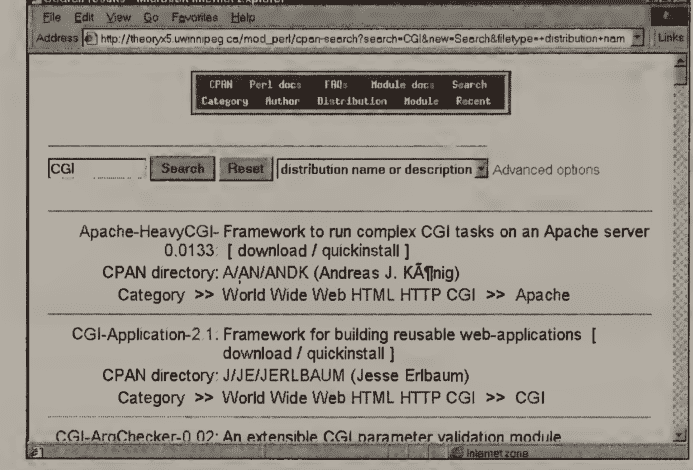 Search results - Microsoft Internet Explorer
File Edit View Go Favorites Help
Address http://theoryx5.uwinnipeg.ca/mod_perl/cpan-search?search=CGI&new=Search&filetype=+distribution+nam Links
CPAN Perl docs FAQs Module docs Search
Category Author Distribution Module Recent
CGI Search Reset distribution name or description Advanced options
Apache-HeavyCGI- Framework to run complex CGI tasks on an Apache server
0.0133: [ download / quickinstall ]
CPAN directory: A/AN/ANDK (Andreas J. KÃ¶nig)
Category >> World Wide Web HTML HTTP CGI >> Apache
CGI-Application-2.1: Framework for building reusable web-applications [
download / quickinstall ]
CPAN directory: J/JE/JERLBAUM (Jesse Erlbaum)
Category >> World Wide Web HTML HTTP CGI >> CGI
CGI-ArgChecker-0.02: An extensible CGI parameter validation module
Internet zone